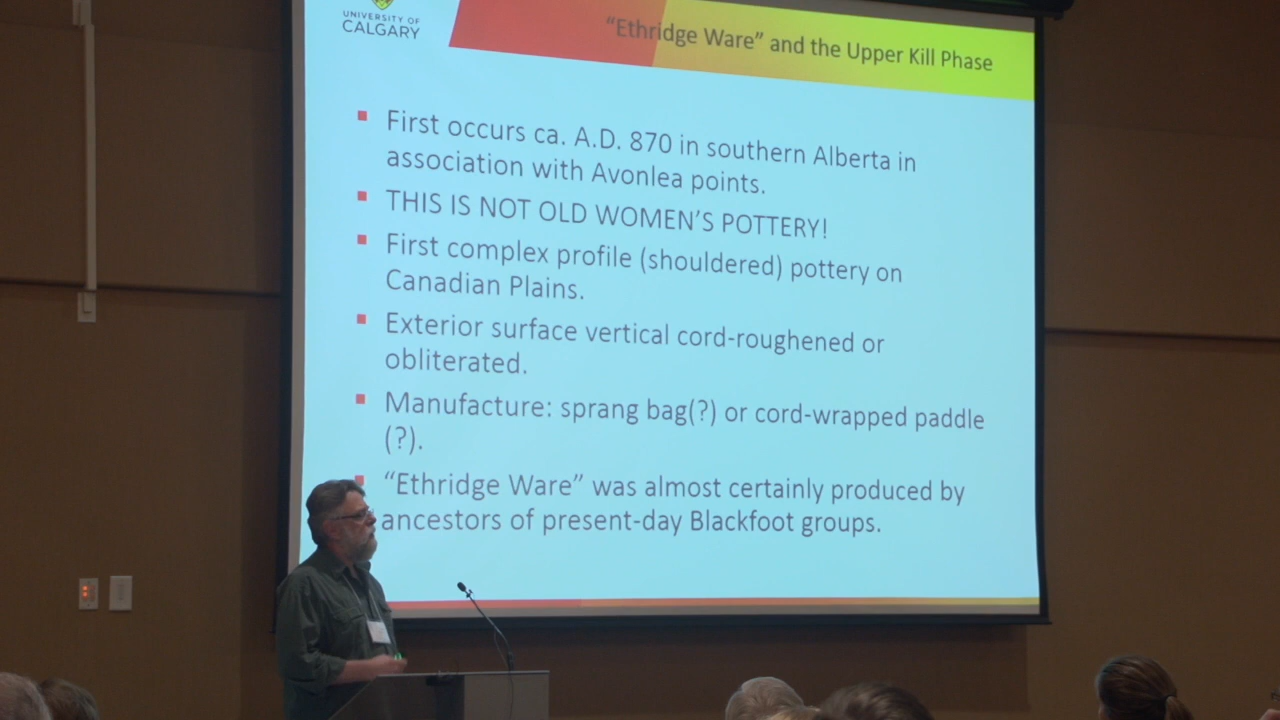 UNIVERSITY OF
CALGARY
“Ethridge Ware” and the Upper Kill Phase
First occurs ca. A.D. 870 in southern Alberta in
association with Avonlea points.
THIS IS NOT OLD WOMEN’S POTTERY!
First complex profile (shouldered) pottery on
Canadian Plains.
Exterior surface vertical cord-roughened or
obliterated.
Manufacture: sprang bag(?) or cord-wrapped paddle
(?).
“Ethridge Ware” was almost certainly produced by
ancestors of present-day Blackfoot groups.